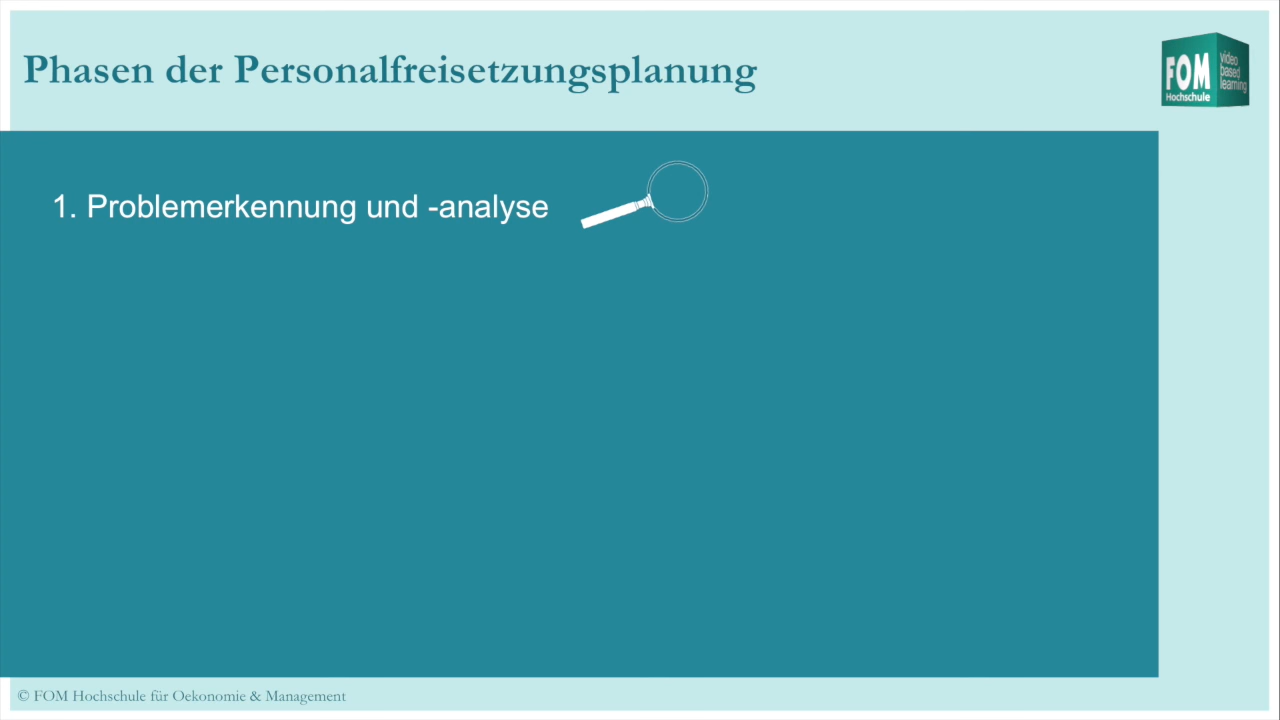 Phasen der Personalfreisetzungsplanung
FOM
Hochschule
video
based
learning
1. Problemerkennung und -analyse
© FOM Hochschule für Oekonomie & Management